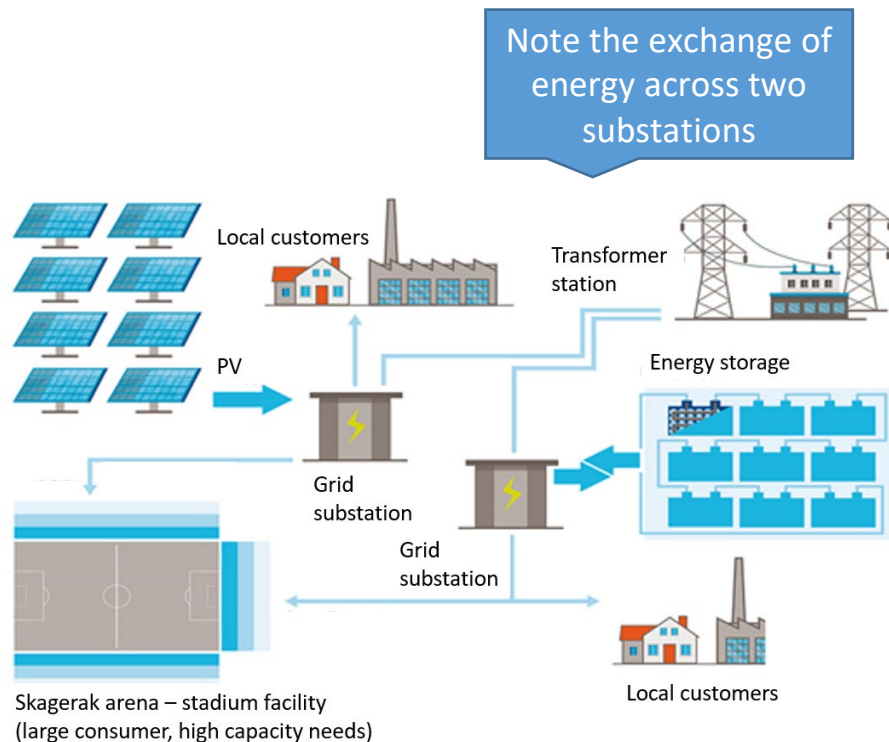 Note the exchange of
energy across two
substations
Local customers
Transformer
station
PV
Energy storage
Grid
substation
Grid
substation
Local customers
Skagerak arena – stadium facility
(large consumer, high capacity needs)